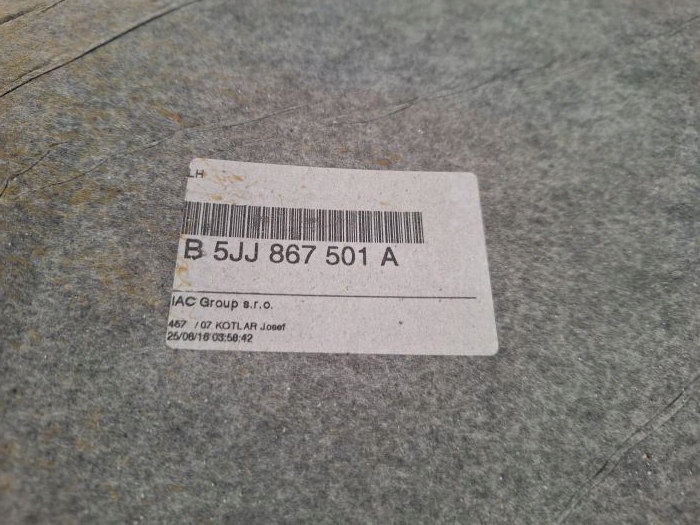 LH
B 5JJ 867 501 A
IAC Group s.r.o.
467 / 07 KOTLAR Josef
25/06/16 03:58:42